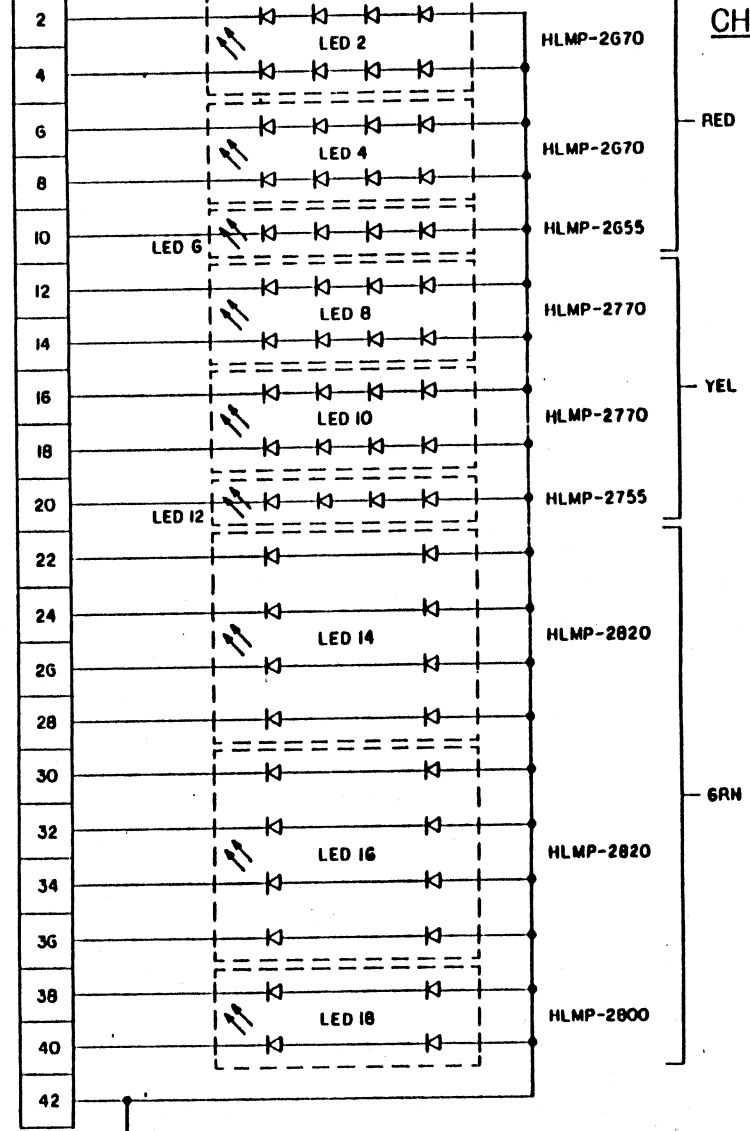 CH
2
LED 2
HLMP-2670
4
RED
6
LED 4
HLMP-2670
8
10
LED 6
HLMP-2655
12
LED 8
HLMP-2770
14
YEL
16
LED 10
HLMP-2770
18
20
LED 12
HLMP-2755
22
24
LED 14
HLMP-2820
26
28
30
GRN
32
LED 16
HLMP-2820
34
36
38
LED 18
HLMP-2800
40
42